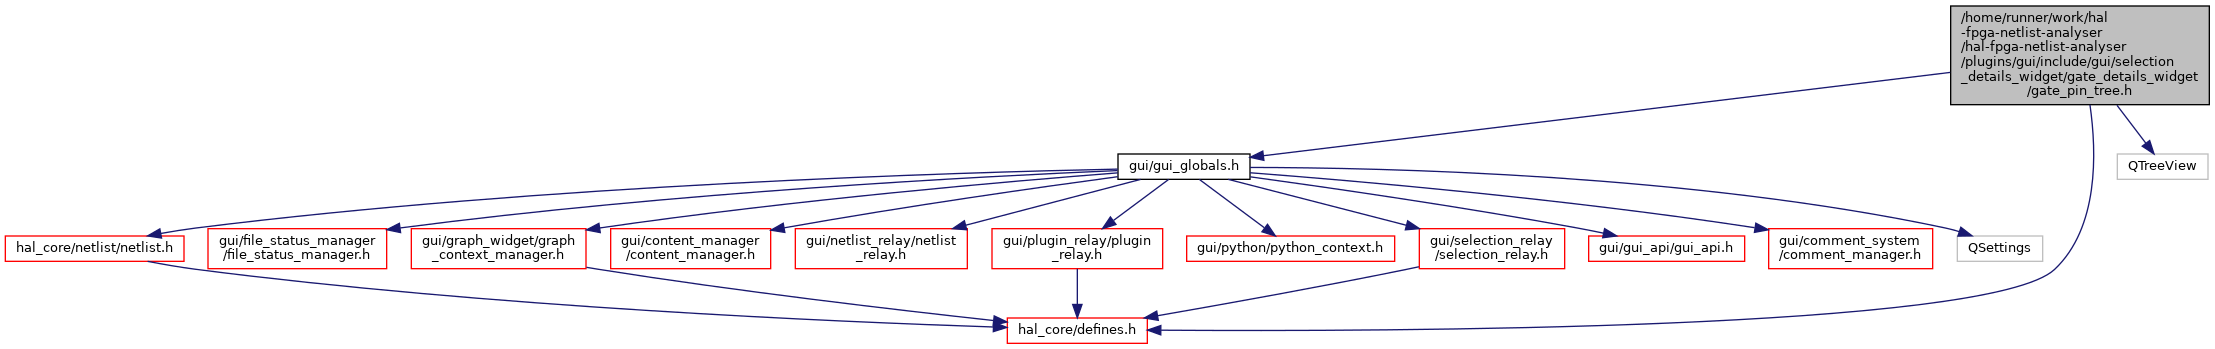 /home/runner/work/hal
-fpga-netlist-analyser
/hal-fpga-netlist-analyser
/plugins/gui/include/gui/selection
_details_widget/gate_details_widget
/gate_pin_tree.h
gui/gui_globals.h
QTreeView
hal_core/netlist/netlist.h
gui/file_status_manager
/file_status_manager.h
gui/graph_widget/graph
_context_manager.h
gui/content_manager
/content_manager.h
gui/netlist_relay/netlist
_relay.h
gui/plugin_relay/plugin
_relay.h
gui/python/python_context.h
gui/selection_relay
/selection_relay.h
gui/gui_api/gui_api.h
gui/comment_system
/comment_manager.h
QSettings
hal_core/defines.h